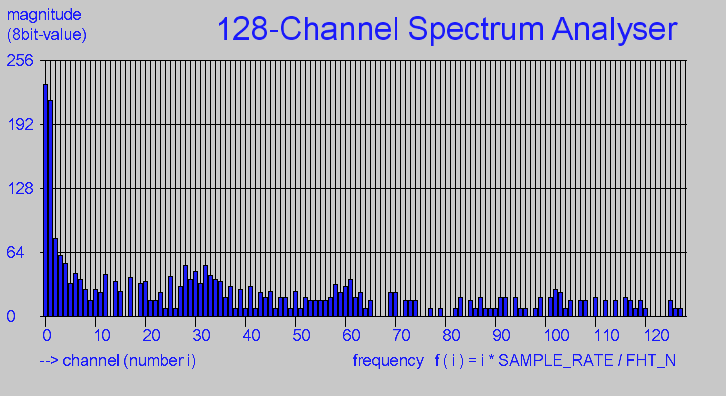 magnitude
(8bit-value)
128-Channel Spectrum Analyser
256
192
128
64
0
0 10 20 30 40 50 60 70 80 90 100 110 120
--> channel (number i)
frequency f ( i ) = i * SAMPLE_RATE / FHT_N